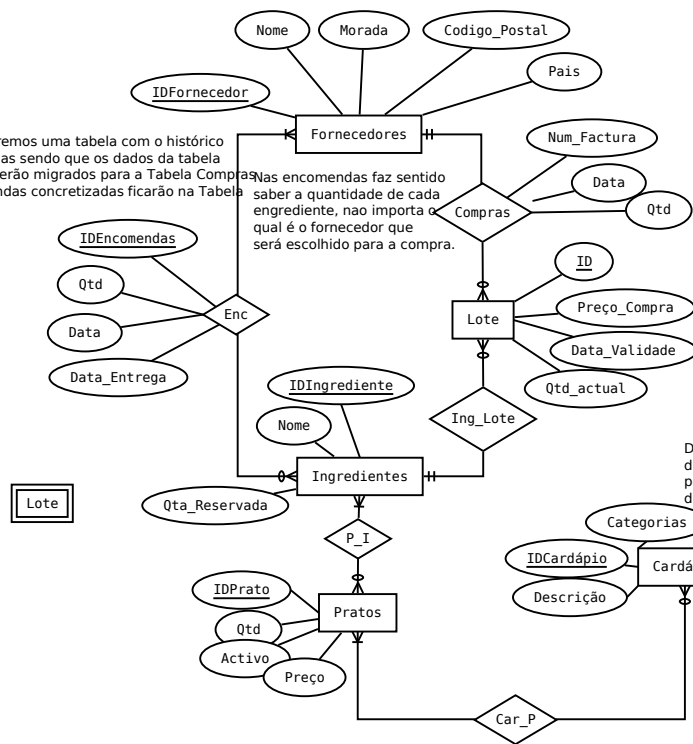 Nome
Morada
Codigo_Postal
Pais
IDFornecedor
Fornecedores
remos uma tabela com o histórico
as sendo que os dados da tabela
erão migrados para a Tabela Compras
ndas concretizadas ficarão na Tabela
Nas encomendas faz sentido
saber a quantidade de cada
engrediente, nao importa o
qual é o fornecedor que
será escolhido para a compra.
Num_Factura
Data
Qtd
Compras
IDEncomendas
Qtd
Data
Data_Entrega
Enc
ID
Preço_Compra
Data_Validade
Qtd_actual
Lote
Ing_Lote
IDIngrediente
Nome
Qta_Reservada
Ingredientes
Lote
P_I
D
d
p
d
Categorias
IDCardápio
Descrição
Cardá
IDPrato
Qtd
Activo
Preço
Pratos
Car_P